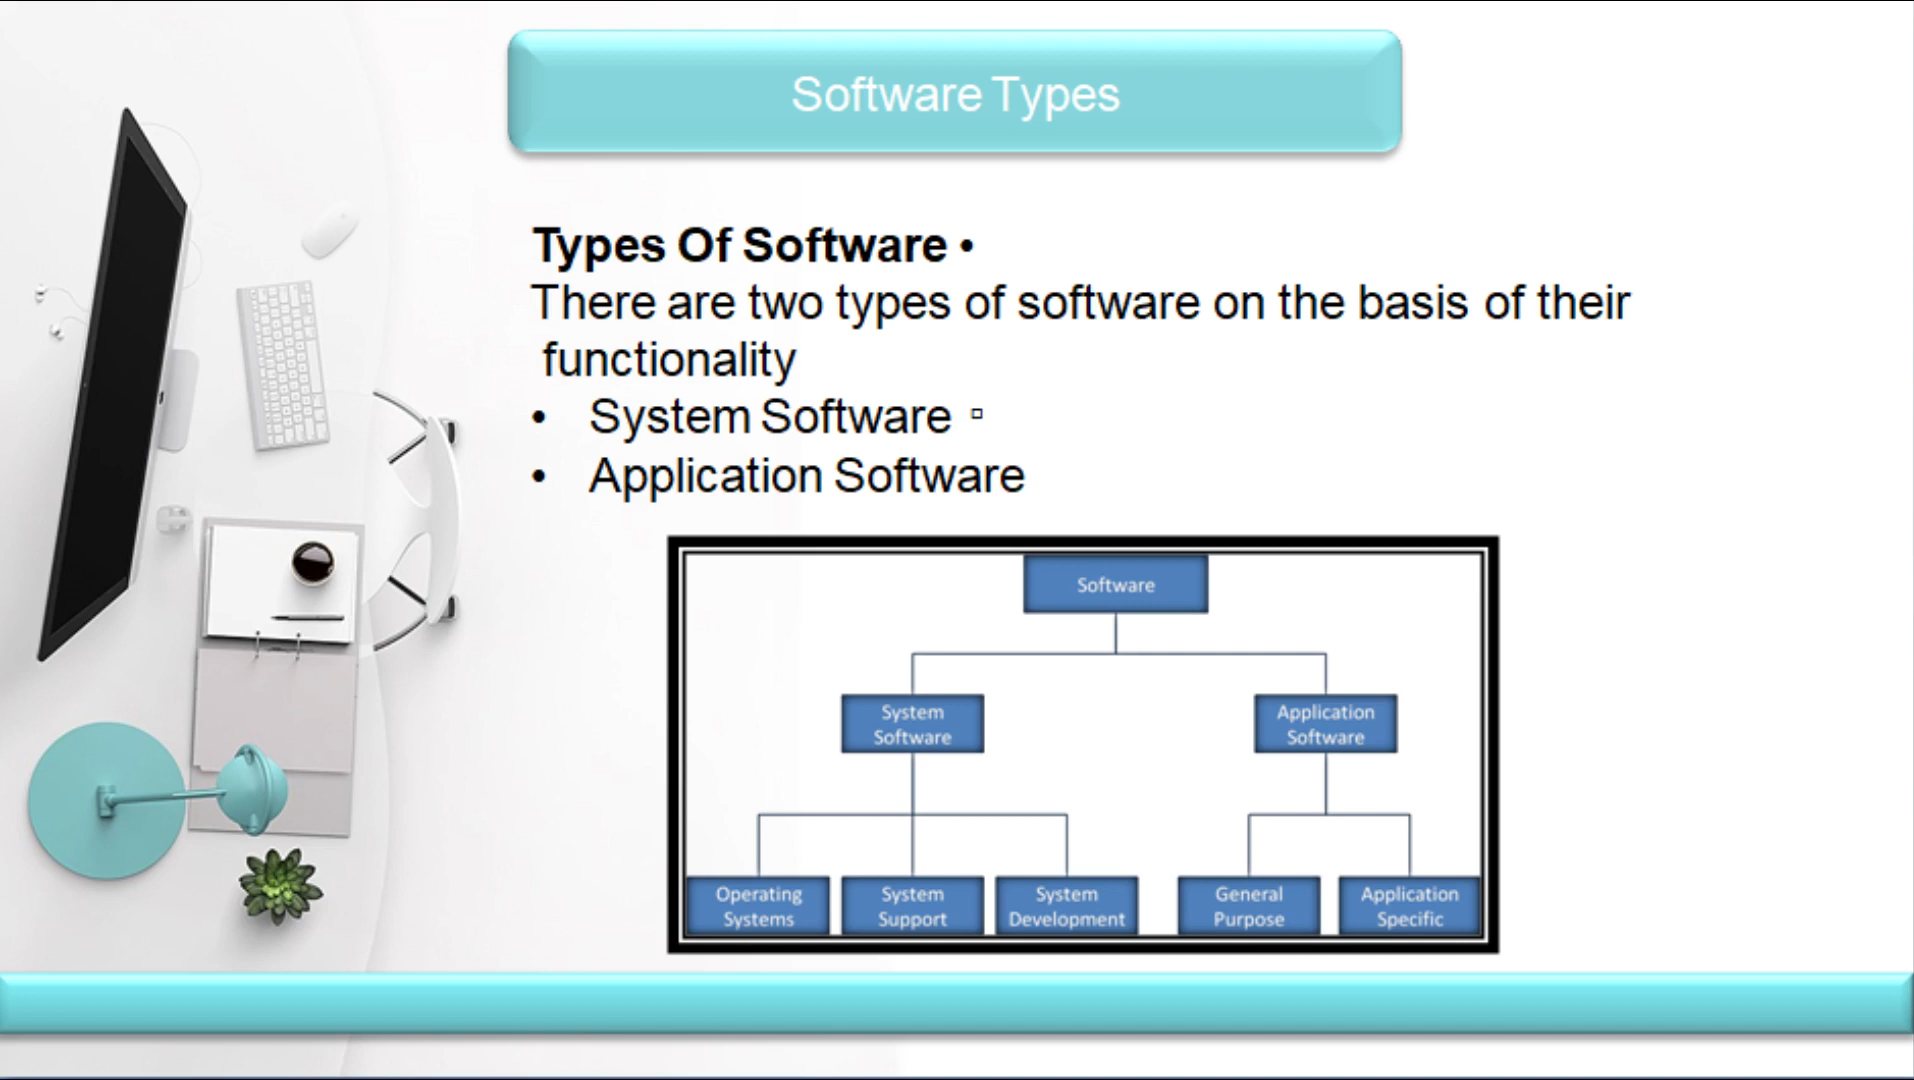 Software Types
Types Of Software •
There are two types of software on the basis of their
functionality
• System Software ▫
• Application Software
Software
System
Software
Application
Software
Operating
Systems
System
Support
System
Development
General
Purpose
Application
Specific